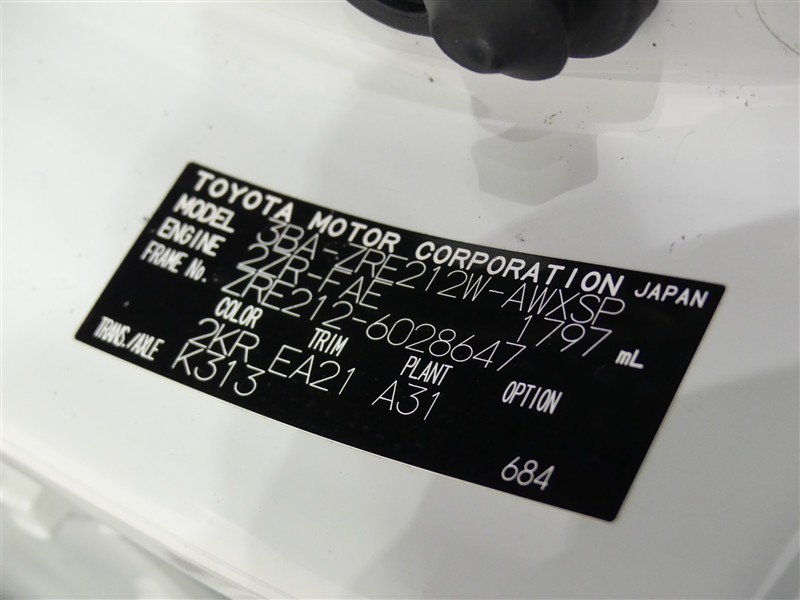 TOYOTA MOTOR CORPORATION JAPAN
MODEL 3BA-ZRE212W-AWXSP
ENGINE 2ZR-FAE 1797 mL
FRAME No. ZRE212-6028647
COLOR TRIM PLANT OPTION
2KR EA21 A31
TRANS./AXLE K313
684